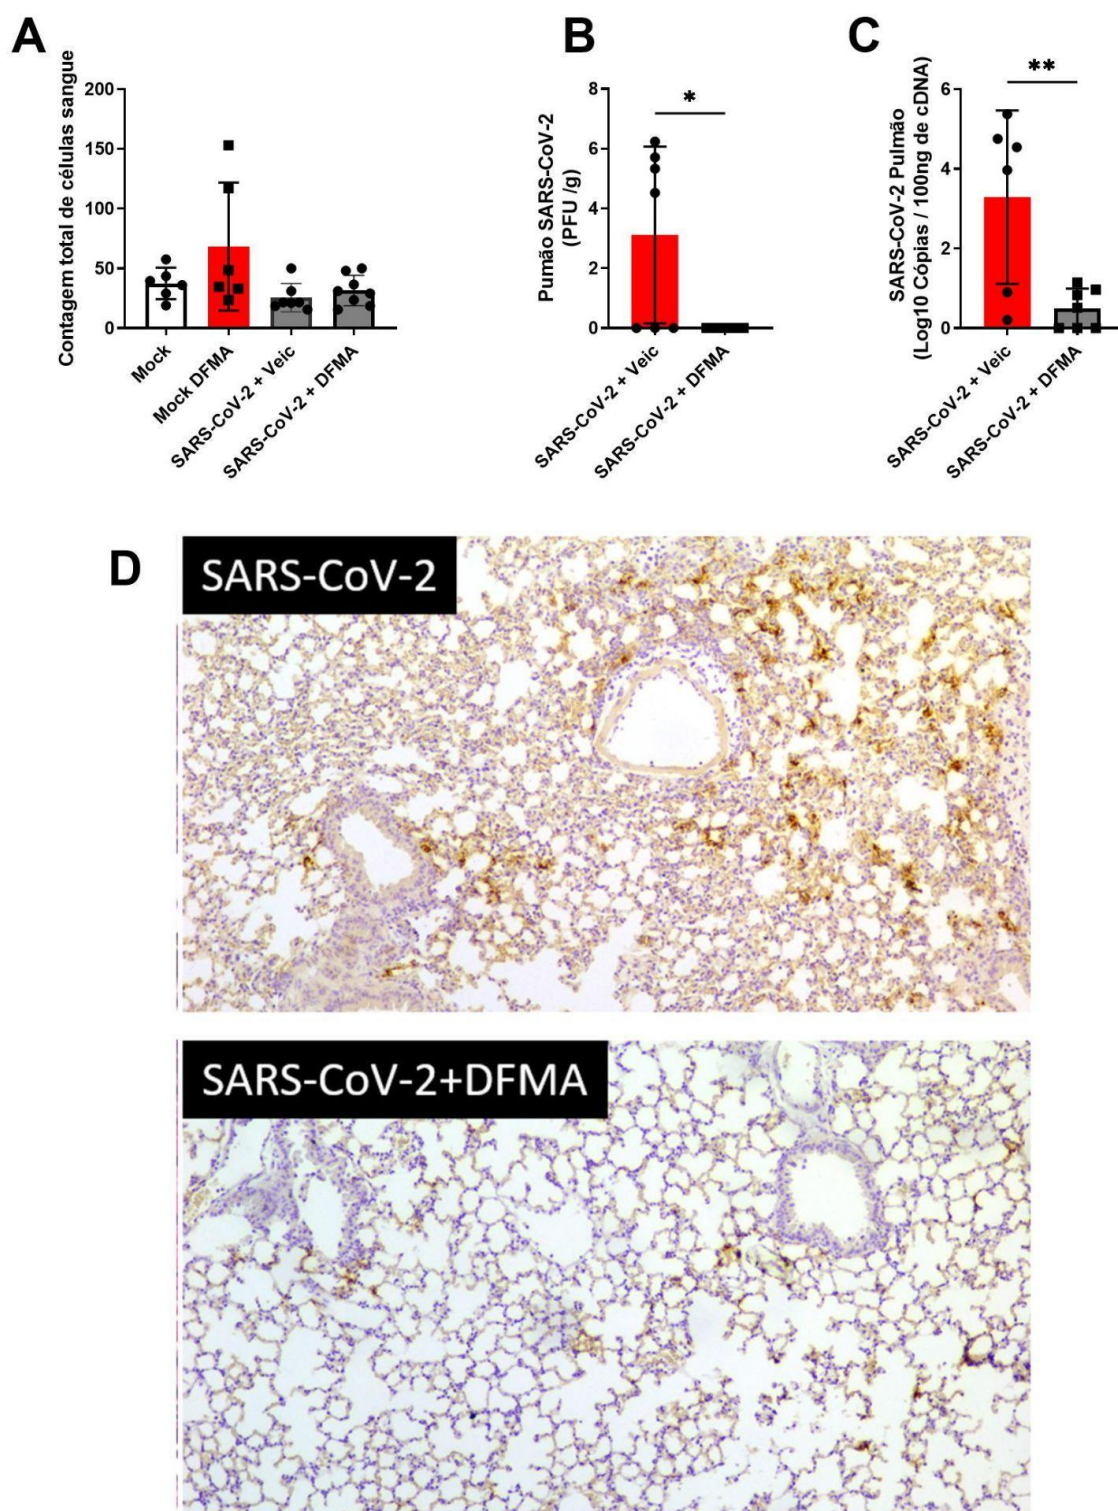 A
Contagem total de células sangue
200
150
100
50
0
Mock
Mock DFMA
SARS-CoV-2 + Veic
SARS-CoV-2 + DFMA
B
Pumão SARS-CoV-2
(PFU /g)
8
6
4
2
0
*
SARS-CoV-2 + Veic
SARS-CoV-2 + DFMA
C
SARS-CoV-2 Pulmão
(Log10 Cópias / 100ng de cDNA)
6
4
2
0
**
SARS-CoV-2 + Veic
SARS-CoV-2 + DFMA
D
SARS-CoV-2
SARS-CoV-2+DFMA